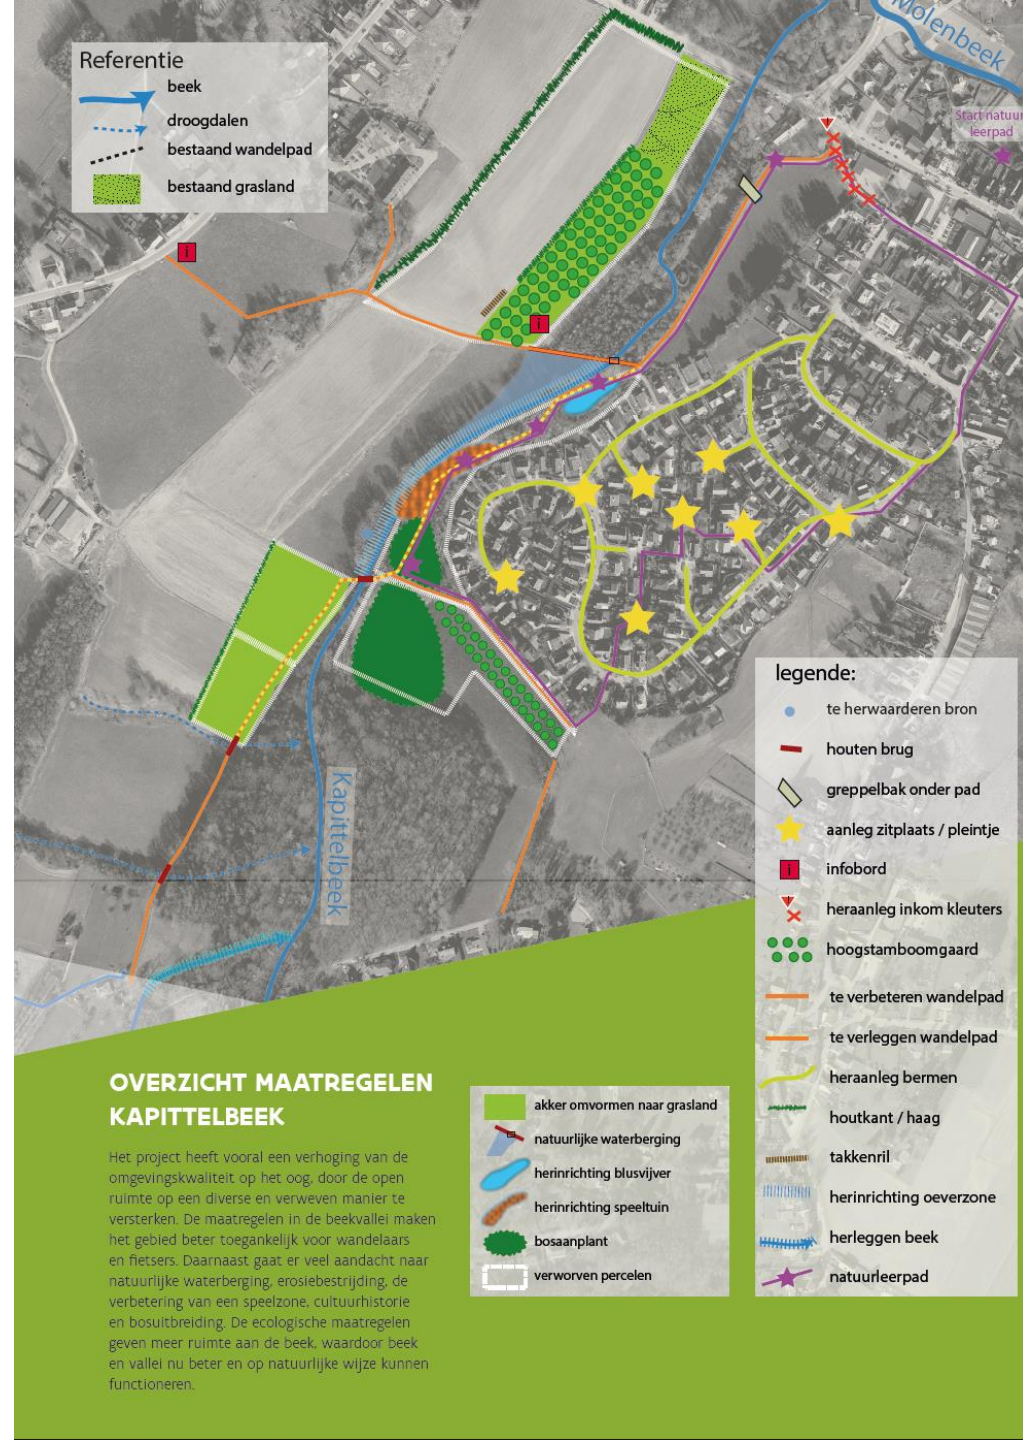 Molenbeek
Referentie
beek
droogdalen
bestaand wandelpad
bestaand grasland
Start natuur
leerpad
i
i
Kapittelbeek
legende:
te herwaarderen bron
houten brug
greppelbak onder pad
aanleg zitplaats / pleintje
i
infobord
heraanleg inkom kleuters
hoogstamboomgaard
te verbeteren wandelpad
te verleggen wandelpad
heraanleg bermen
houtkant / haag
takkenril
herinrichting oeverzone
herleggen beek
natuurleerpad
OVERZICHT MAATREGELEN
KAPITTELBEEK
Het project heeft vooral een verhoging van de
omgevingskwaliteit op het oog, door de open
ruimte op een diverse en verweven manier te
versterken. De maatregelen in de beekvallei maken
het gebied beter toegankelijk voor wandelaars
en fietsers. Daarnaast gaat er veel aandacht naar
natuurlijke waterberging, erosiebestrijding, de
verbetering van een speelzone, cultuurhistorie
en bosuitbreiding. De ecologische maatregelen
geven meer ruimte aan de beek, waardoor beek
en vallei nu beter en op natuurlijke wijze kunnen
functioneren.
akker omvormen naar grasland
natuurlijke waterberging
herinrichting blusvijver
herinrichting speeltuin
bosaanplant
verworven percelen